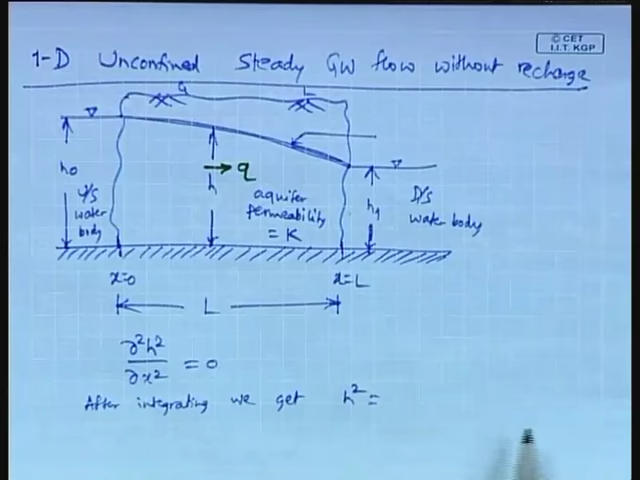 © CET
I.I.T. KGP
1-D Unconfined Steady GW flow without recharge
G L
h0
U/S
water
body
h
q
aquifer
permeability
= K
h1
D/S
water body
x=0 x=L
L
∂²h²/∂x² = 0
After integrating we get h² =